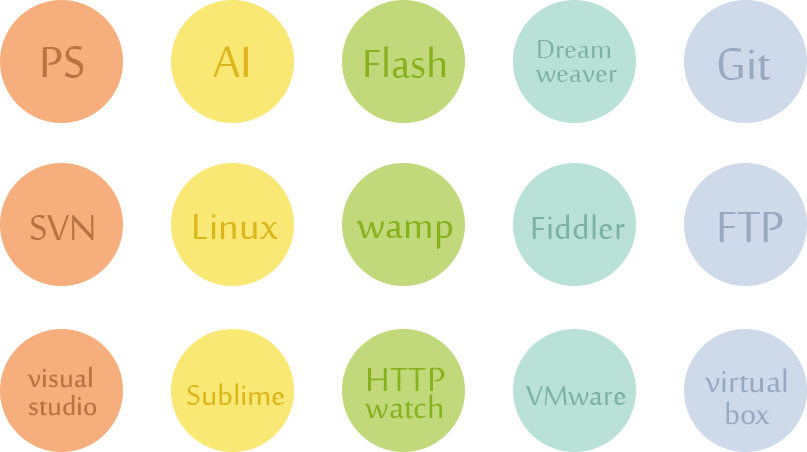 PS
AI
Flash
Dream
weaver
Git
SVN
Linux
wamp
Fiddler
FTP
visual
studio
Sublime
HTTP
watch
VMware
virtual
box